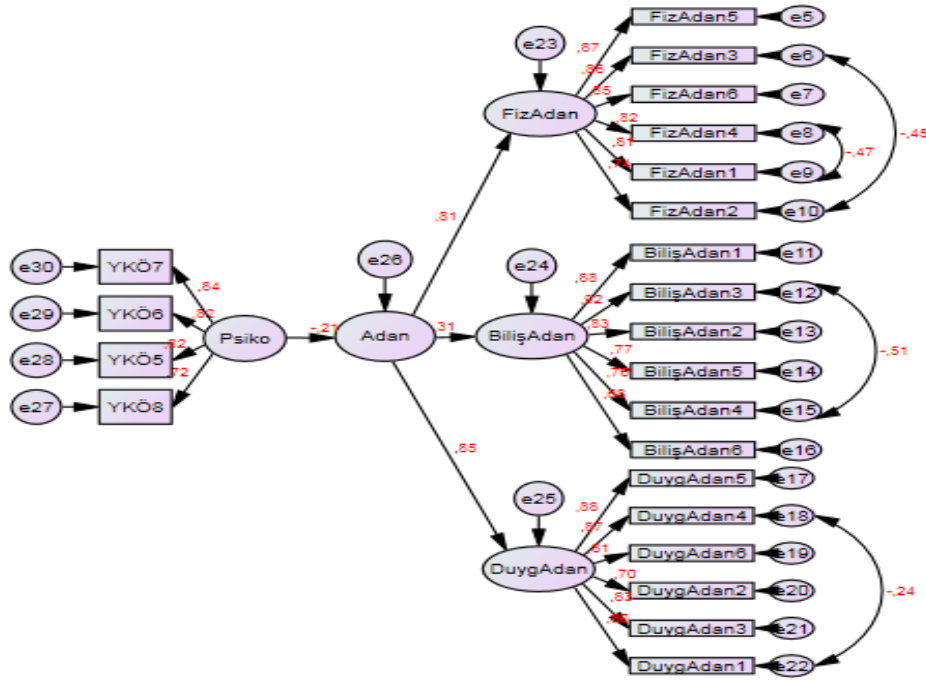 FizAdan5
e5
e23
,87
FizAdan3
e6
,85
FizAdan6
e7
FizAdan
,82
FizAdan4
e8
-,45
,81
-,47
FizAdan1
e9
FizAdan2
e10
,81
BilişAdan1
e11
e30
YKÖ7
e26
e24
,88
,84
BilişAdan3
e12
,82
e29
YKÖ6
,82
Psiko
-,21
Adan
,31
BilişAdan
,83
BilişAdan2
e13
,82
-,51
e28
YKÖ5
,77
BilişAdan5
e14
,72
e27
YKÖ8
BilişAdan4
e15
,85
BilişAdan6
e16
DuygAdan5
e17
e25
,88
DuygAdan4
e18
,87
DuygAdan6
e19
DuygAdan
,70
DuygAdan2
e20
-,24
,83
DuygAdan3
e21
DuygAdan1
e22